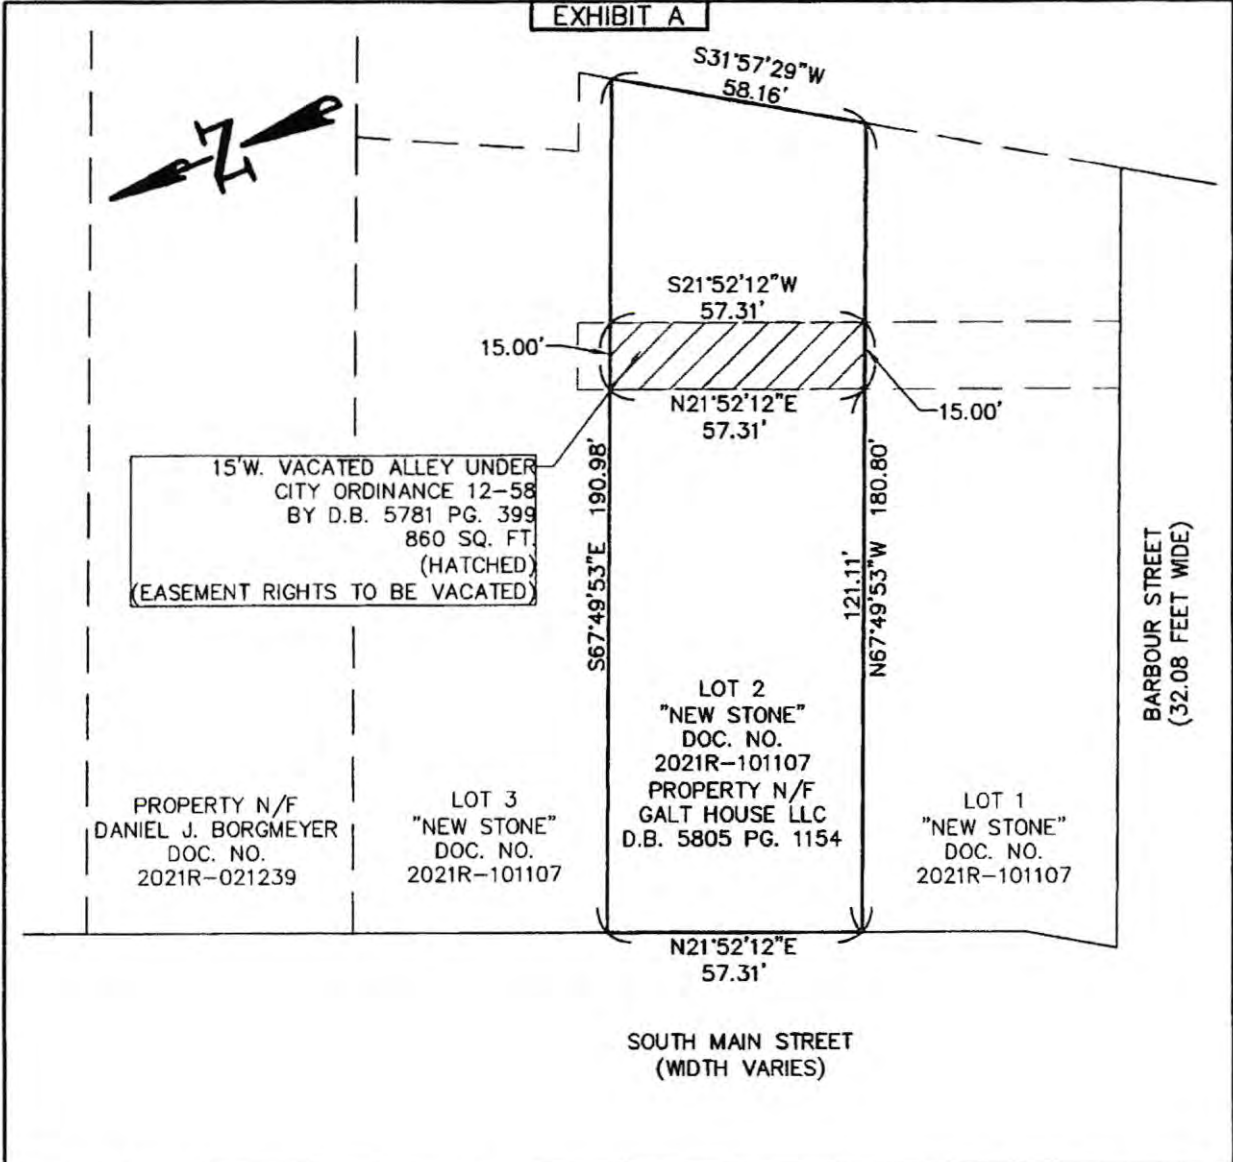 EXHIBIT A
S31°57'29"W
58.16'
N
S21°52'12"W
57.31'
15.00'
N21°52'12"E
57.31'
15.00'
15'W. VACATED ALLEY UNDER
CITY ORDINANCE 12-58
BY D.B. 5781 PG. 399
860 SQ. FT.
(HATCHED)
(EASEMENT RIGHTS TO BE VACATED)
S67°49'53"E 190.98'
121.11'
N67°49'53"W 180.80'
BARBOUR STREET
(32.08 FEET WIDE)
LOT 2
"NEW STONE"
DOC. NO.
2021R-101107
PROPERTY N/F
GALT HOUSE LLC
D.B. 5805 PG. 1154
PROPERTY N/F
DANIEL J. BORGMEYER
DOC. NO.
2021R-021239
LOT 3
"NEW STONE"
DOC. NO.
2021R-101107
LOT 1
"NEW STONE"
DOC. NO.
2021R-101107
N21°52'12"E
57.31'
SOUTH MAIN STREET
(WIDTH VARIES)